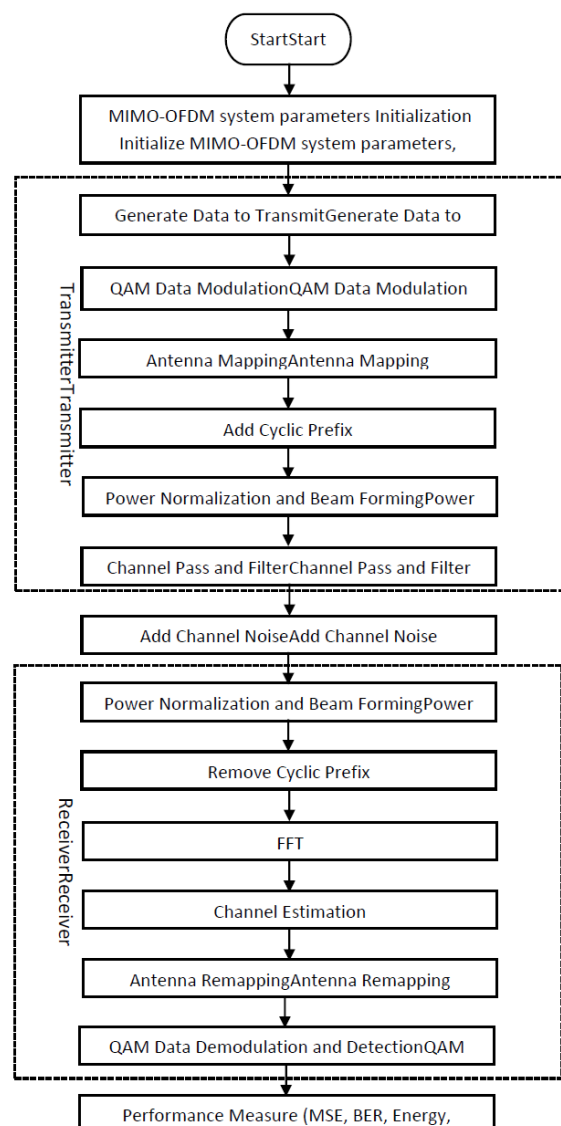 StartStart
MIMO-OFDM system parameters Initialization
Initialize MIMO-OFDM system parameters,
Generate Data to TransmitGenerate Data to
QAM Data ModulationQAM Data Modulation
Antenna MappingAntenna Mapping
Add Cyclic Prefix
Power Normalization and Beam FormingPower
Channel Pass and FilterChannel Pass and Filter
TransmitterTransmitter
Add Channel NoiseAdd Channel Noise
Power Normalization and Beam FormingPower
Remove Cyclic Prefix
FFT
Channel Estimation
Antenna RemappingAntenna Remapping
QAM Data Demodulation and DetectionQAM
ReceiverReceiver
Performance Measure (MSE, BER, Energy,